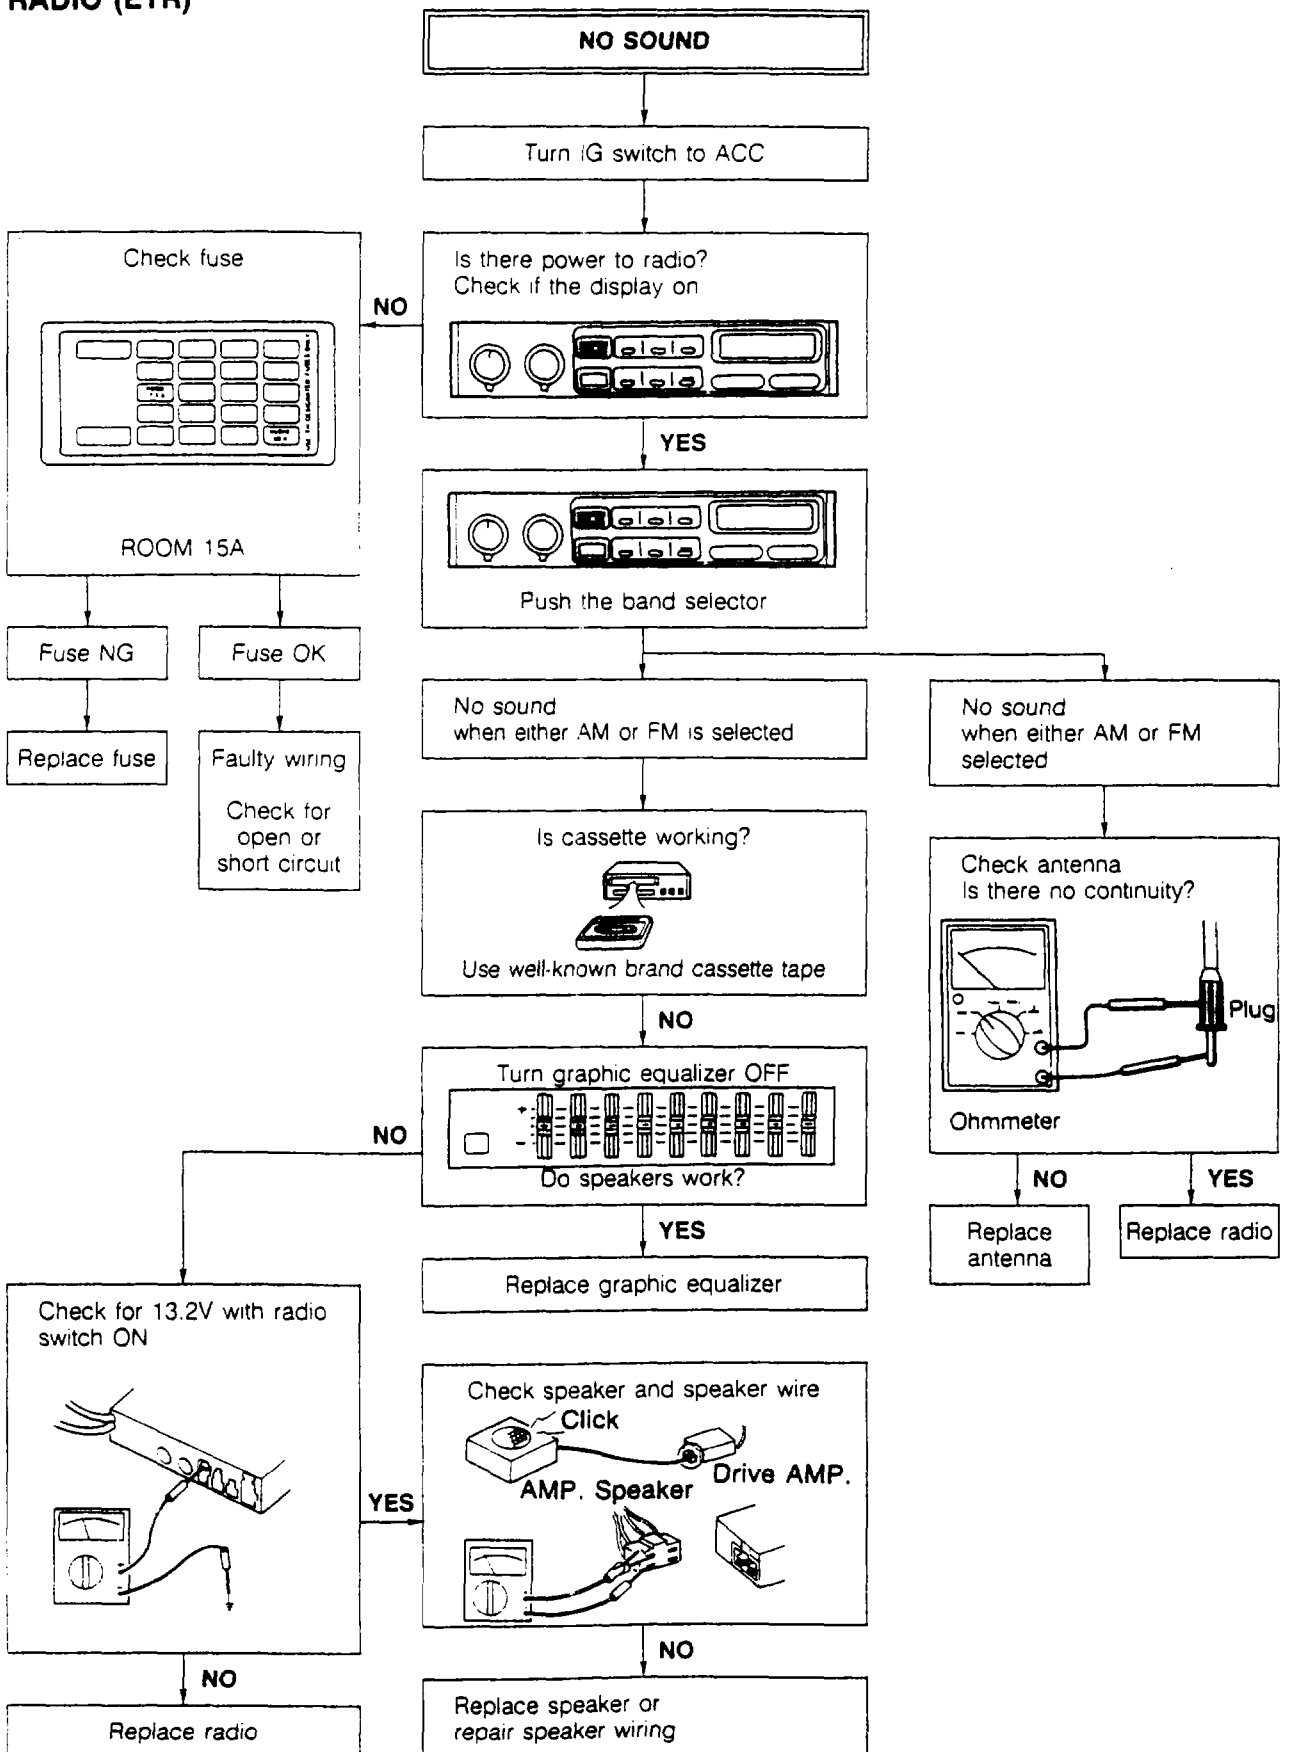 RADIO (ETR)
NO SOUND
Turn IG switch to ACC
Is there power to radio?
Check if the display on
NO
Check fuse
ROOM 15A
YES
Push the band selector
Fuse NG
Fuse OK
Replace fuse
Faulty wiring
Check for
open or
short circuit
No sound
when either AM or FM is selected
No sound
when either AM or FM
selected
Is cassette working?
Use well-known brand cassette tape
Check antenna
Is there no continuity?
Plug
Ohmmeter
NO
Turn graphic equalizer OFF
Do speakers work?
NO
NO
YES
Replace
antenna
Replace radio
YES
Replace graphic equalizer
Check for 13.2V with radio
switch ON
YES
Check speaker and speaker wire
Click
Drive AMP.
AMP. Speaker
NO
Replace radio
NO
Replace speaker or
repair speaker wiring